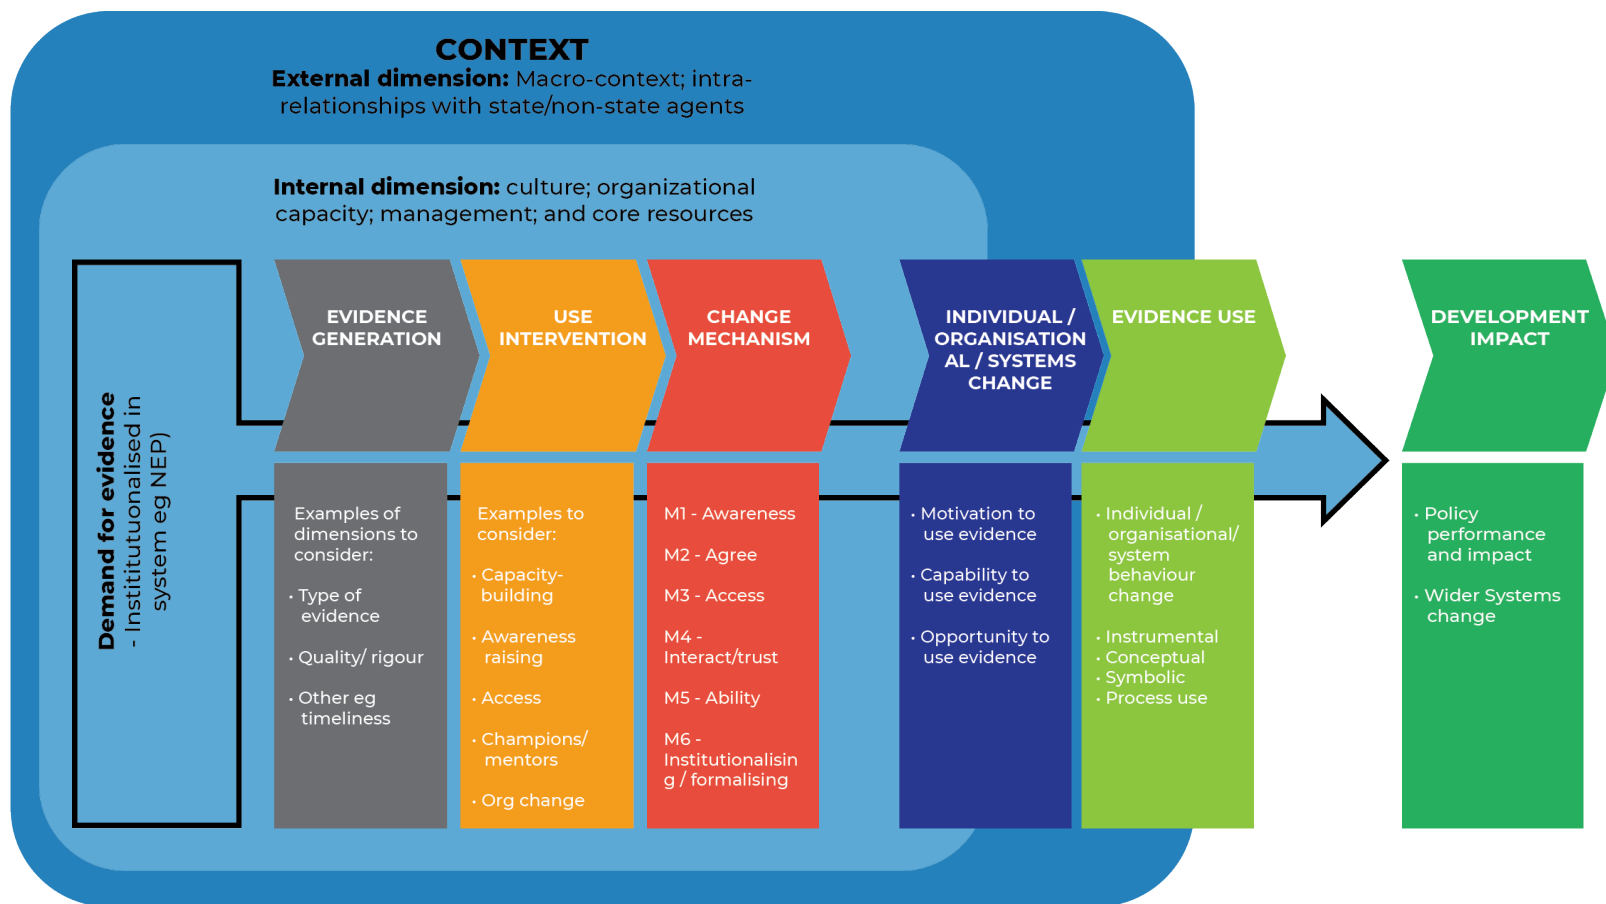 CONTEXT
External dimension: Macro-context; intra-
relationships with state/non-state agents
Internal dimension: culture; organizational
capacity; management; and core resources
Demand for evidence
- Instititutuonalised in
system eg NEP)
EVIDENCE
GENERATION
Examples of
dimensions to
consider:
• Type of
evidence
• Quality/ rigour
• Other eg
timeliness
USE
INTERVENTION
Examples to
consider:
• Capacity-
building
• Awareness
raising
• Access
• Champions/
mentors
• Org change
CHANGE
MECHANISM
M1 - Awareness
M2 - Agree
M3 - Access
M4 -
Interact/trust
M5 - Ability
M6 -
Institutionalisin
g / formalising
INDIVIDUAL /
ORGANISATION
AL / SYSTEMS
CHANGE
• Motivation to
use evidence
• Capability to
use evidence
• Opportunity to
use evidence
EVIDENCE USE
• Individual /
organisational/
system
behaviour
change
• Instrumental
• Conceptual
• Symbolic
• Process use
DEVELOPMENT
IMPACT
• Policy
performance
and impact
• Wider Systems
change